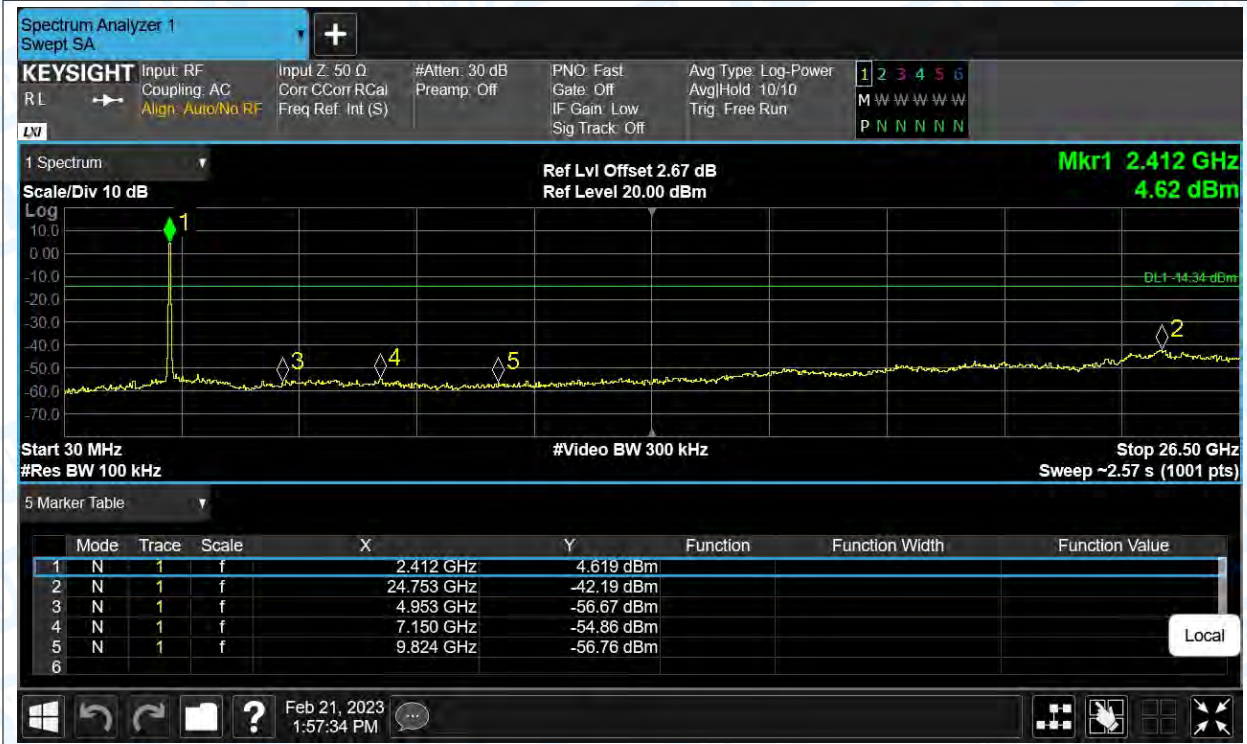 Spectrum Analyzer 1
Swept SA
+
KEYSIGHT
RL
LXI
Input: RF
Coupling: AC
Align: Auto/No RF
Input Z: 50 Ω
Corr CCorr RCal
Freq Ref: Int (S)
#Atten: 30 dB
Preamp: Off
PNO: Fast
Gate: Off
IF Gain: Low
Sig Track: Off
Avg Type: Log-Power
Avg|Hold: 10/10
Trig: Free Run
1 2 3 4 5 6
M W W W W W
P N N N N N
1 Spectrum
Scale/Div 10 dB
Ref Lvl Offset 2.67 dB
Ref Level 20.00 dBm
Mkr1 2.412 GHz
4.62 dBm
Log
10.0
0.00
-10.0
-20.0
-30.0
-40.0
-50.0
-60.0
-70.0
1
DL1 -14.34 dBm
2
3
4
5
Start 30 MHz
#Video BW 300 kHz
Stop 26.50 GHz
#Res BW 100 kHz
Sweep ~2.57 s (1001 pts)
5 Marker Table
Mode Trace Scale X Y Function Function Width Function Value
1 N 1 f 2.412 GHz 4.619 dBm
2 N 1 f 24.753 GHz -42.19 dBm
3 N 1 f 4.953 GHz -56.67 dBm
4 N 1 f 7.150 GHz -54.86 dBm
5 N 1 f 9.824 GHz -56.76 dBm
6
Local
?
Feb 21, 2023
1:57:34 PM